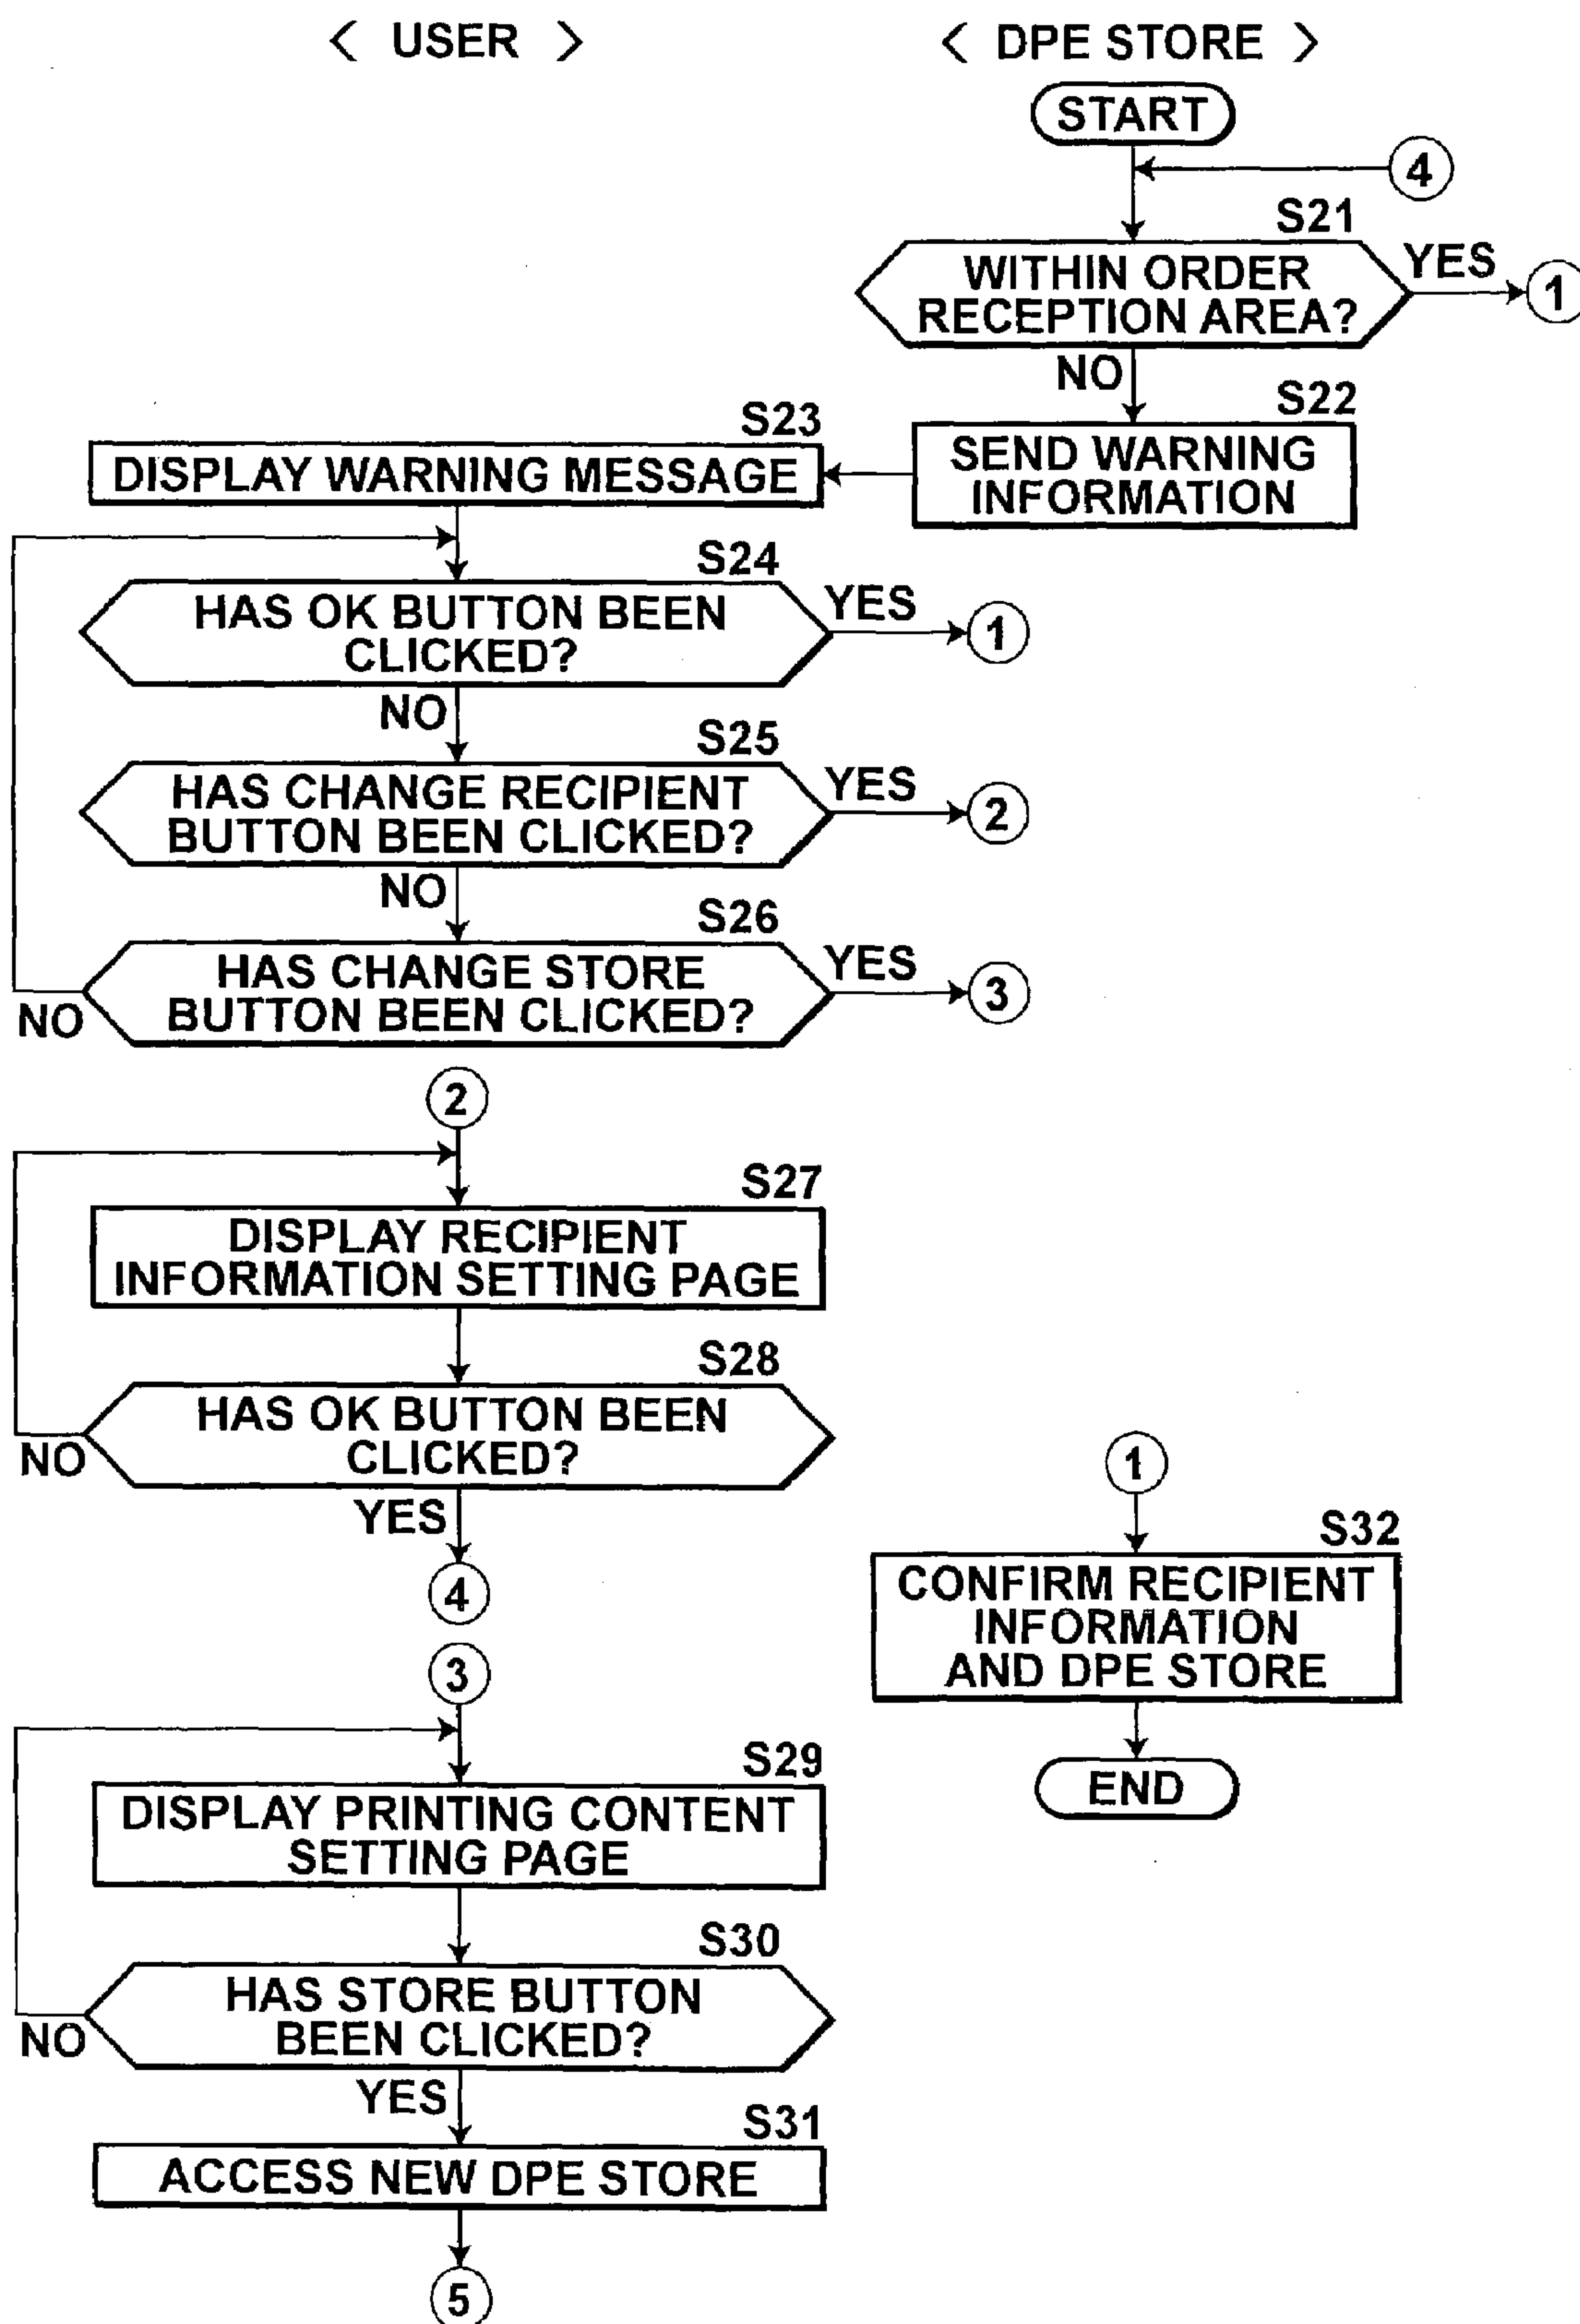 < USER >
< DPE STORE >
START
4
S21
WITHIN ORDER
RECEPTION AREA?
YES
1
NO
S22
SEND WARNING
INFORMATION
S23
DISPLAY WARNING MESSAGE
S24
HAS OK BUTTON BEEN
CLICKED?
YES
1
NO
S25
HAS CHANGE RECIPIENT
BUTTON BEEN CLICKED?
YES
2
NO
S26
HAS CHANGE STORE
BUTTON BEEN CLICKED?
YES
3
NO
2
S27
DISPLAY RECIPIENT
INFORMATION SETTING PAGE
S28
HAS OK BUTTON BEEN
CLICKED?
NO
YES
4
1
S32
CONFIRM RECIPIENT
INFORMATION
AND DPE STORE
END
3
S29
DISPLAY PRINTING CONTENT
SETTING PAGE
S30
HAS STORE BUTTON
BEEN CLICKED?
NO
YES
S31
ACCESS NEW DPE STORE
5